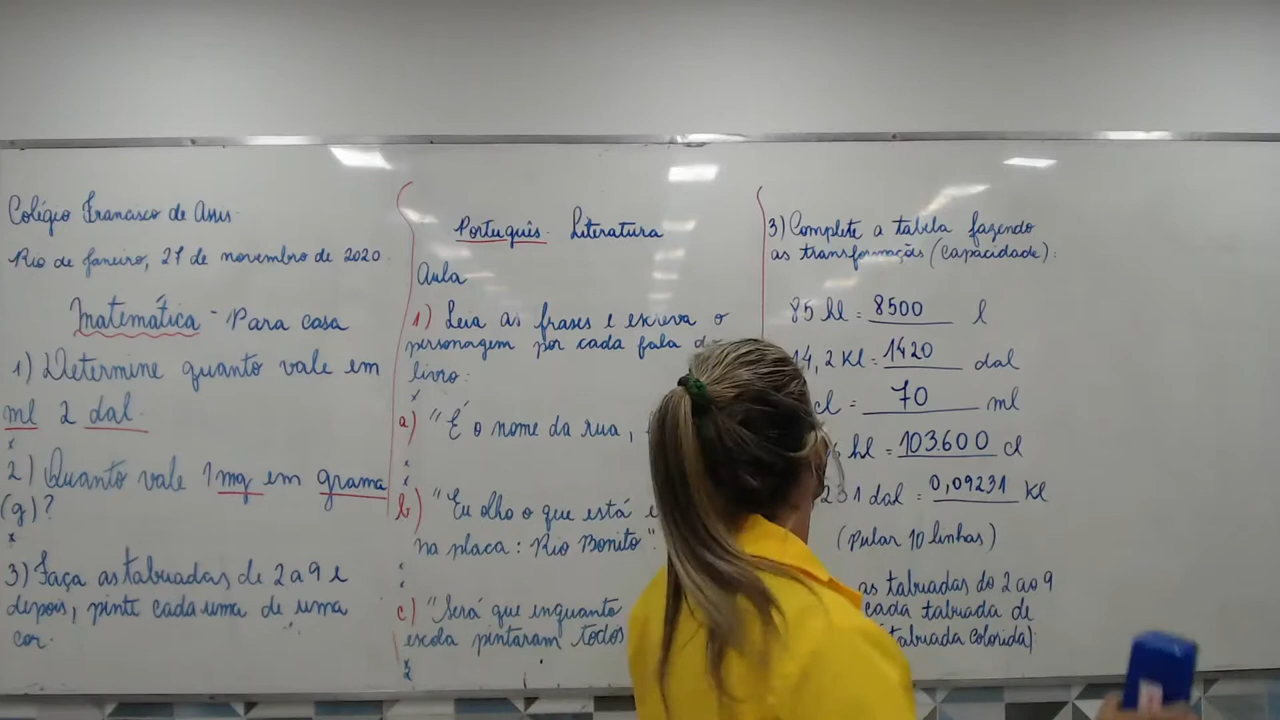 Colégio Francisco de Assis
Rio de Janeiro, 27 de novembro de 2020
Matemática - Para casa
1) Determine quanto vale em
ml 2 dal.
x
2) Quanto vale 1mg em grama
(g)?
x
3) Faça as tabuadas de 2 a 9 e
depois, pinte cada uma de uma
cor.
Português. Literatura
Aula
1) Leia as frases e escreva o
personagem por cada fala
livro:
x
a) "É o nome da rua,
x
x
b) "Eu olho o que está
na placa: Rio Bonito".
x
x
c) "Será que enquanto
escola pintaram todos
x
3) Complete a tabela fazendo
as transformações (capacidade):
85 hl = 8500 l
14,2 Kl = 1420 dal
cl = 70 ml
hl = 103.600 cl
231 dal = 0,09231 Kl
(Pular 10 linhas)
as tabuadas do 2 ao 9
cada tabuada de
tabuada colorida)